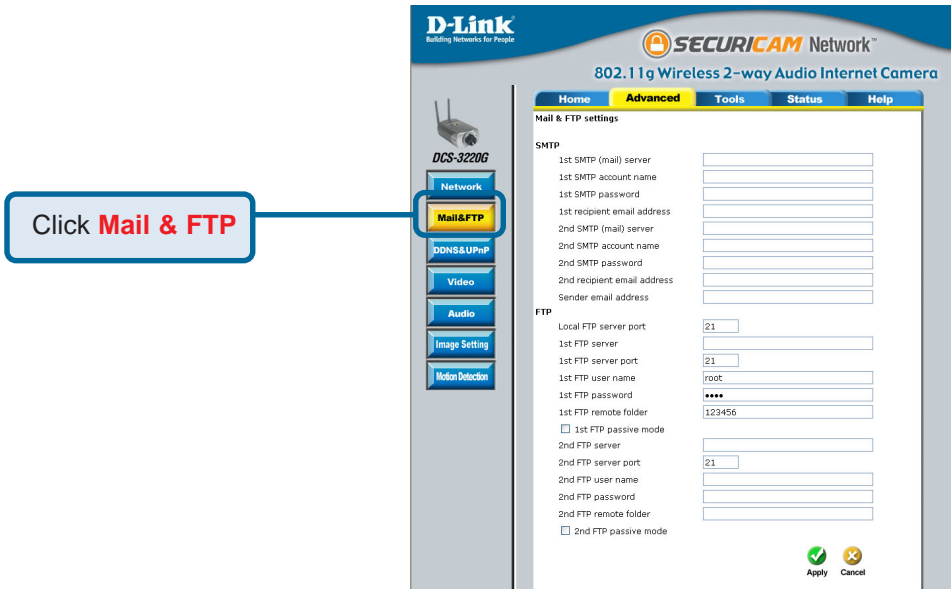 D-Link
Building Networks for People
SECURICAM Network™
802.11g Wireless 2-way Audio Internet Camera
Home Advanced Tools Status Help
DCS-3220G
Network
Mail&FTP
DDNS&UPnP
Video
Audio
Image Setting
Motion Detection
Click Mail & FTP
Mail & FTP settings
SMTP
1st SMTP (mail) server
1st SMTP account name
1st SMTP password
1st recipient email address
2nd SMTP (mail) server
2nd SMTP account name
2nd SMTP password
2nd recipient email address
Sender email address
FTP
Local FTP server port 21
1st FTP server
1st FTP server port 21
1st FTP user name root
1st FTP password ••••
1st FTP remote folder 123456
1st FTP passive mode
2nd FTP server
2nd FTP server port 21
2nd FTP user name
2nd FTP password
2nd FTP remote folder
2nd FTP passive mode
Apply Cancel